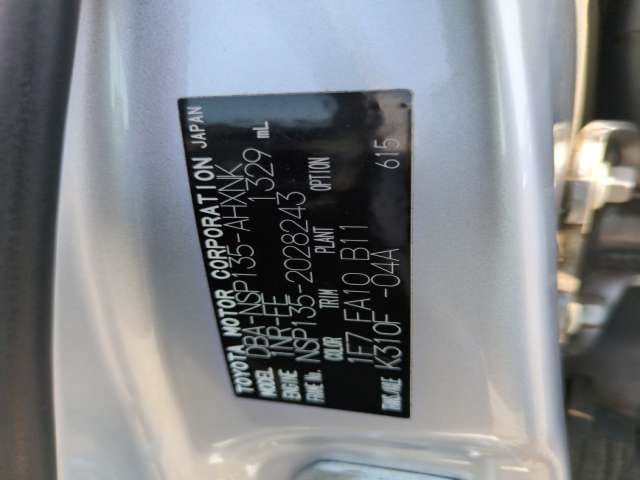 TOYOTA MOTOR CORPORATION JAPAN
MODEL DBA-NSP135-AHXNK
ENGINE 1NR-FE 1329 mL
FRAME No. NSP135-2028243
COLOR TRIM PLANT OPTION
1F7 FA10 B11 615
TRANS./AXLE K310F -04A